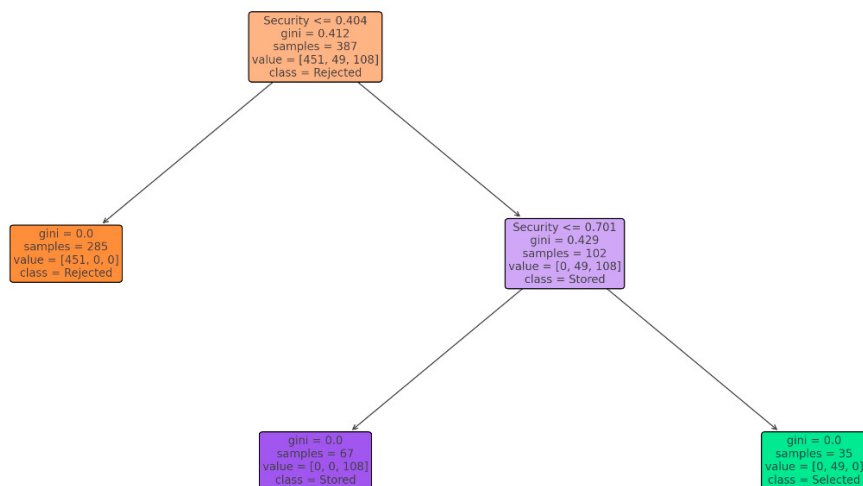 Security <= 0.404
gini = 0.412
samples = 387
value = [451, 49, 108]
class = Rejected
gini = 0.0
samples = 285
value = [451, 0, 0]
class = Rejected
Security <= 0.701
gini = 0.429
samples = 102
value = [0, 49, 108]
class = Stored
gini = 0.0
samples = 67
value = [0, 0, 108]
class = Stored
gini = 0.0
samples = 35
value = [0, 49, 0]
class = Selected